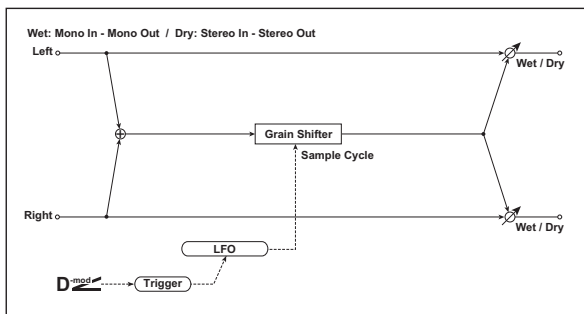 Wet: Mono In - Mono Out / Dry: Stereo In - Stereo Out
Left
Wet / Dry
Grain Shifter
Sample Cycle
Right
Wet / Dry
LFO
D-mod
Trigger